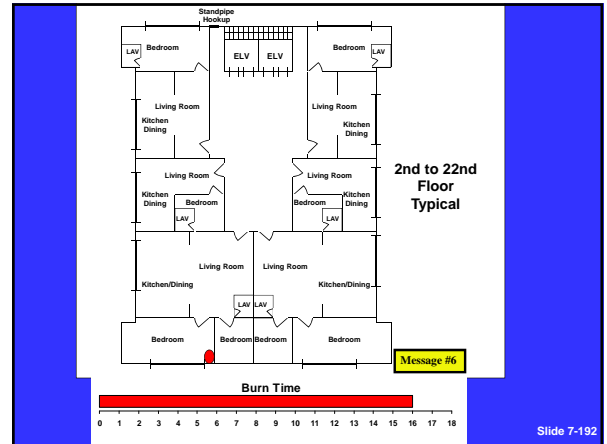 Standpipe
Hookup
Bedroom
LAV
ELV
ELV
Bedroom
LAV
Living Room
Kitchen
Dining
Living Room
Kitchen
Dining
Living Room
Kitchen
Dining
Bedroom
LAV
Living Room
Kitchen
Dining
Bedroom
LAV
2nd to 22nd
Floor
Typical
Living Room
Living Room
Kitchen/Dining
Kitchen/Dining
LAV
LAV
Bedroom
Bedroom
Bedroom
Bedroom
Message #6
Burn Time
0 1 2 3 4 5 6 7 8 9 10 11 12 13 14 15 16 17 18
Slide 7-192